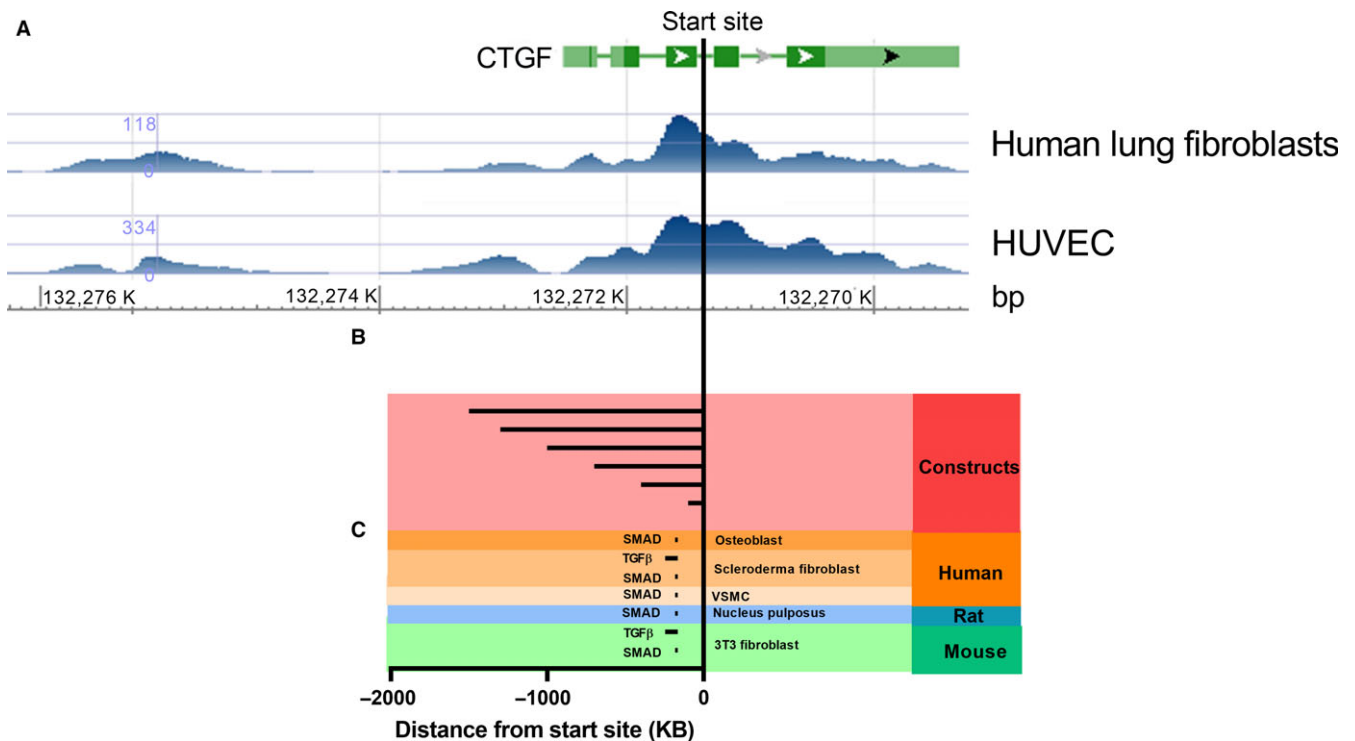 A
Start site
CTGF
118
0
Human lung fibroblasts
334
0
HUVEC
132,276 K
132,274 K
132,272 K
132,270 K
bp
B
Constructs
C
SMAD
Osteoblast
TGFβ
SMAD
Scleroderma fibroblast
SMAD
VSMC
Human
SMAD
Nucleus pulposus
Rat
TGFβ
SMAD
3T3 fibroblast
Mouse
–2000
–1000
0
Distance from start site (KB)